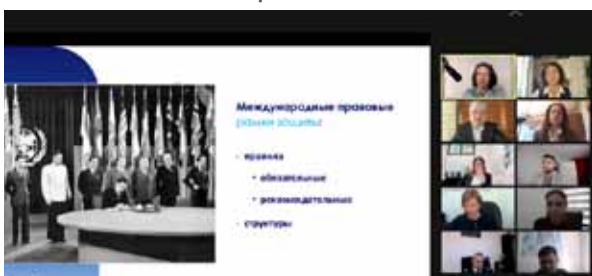 Международные правовые
рамки защиты:
- правила
• обязательные
• рекомендательные
- структуры